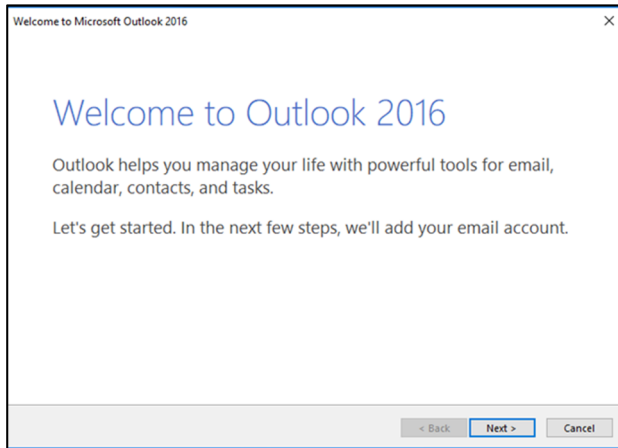 Welcome to Microsoft Outlook 2016
Welcome to Outlook 2016
Outlook helps you manage your life with powerful tools for email,
calendar, contacts, and tasks.
Let's get started. In the next few steps, we'll add your email account.
< Back Next > Cancel